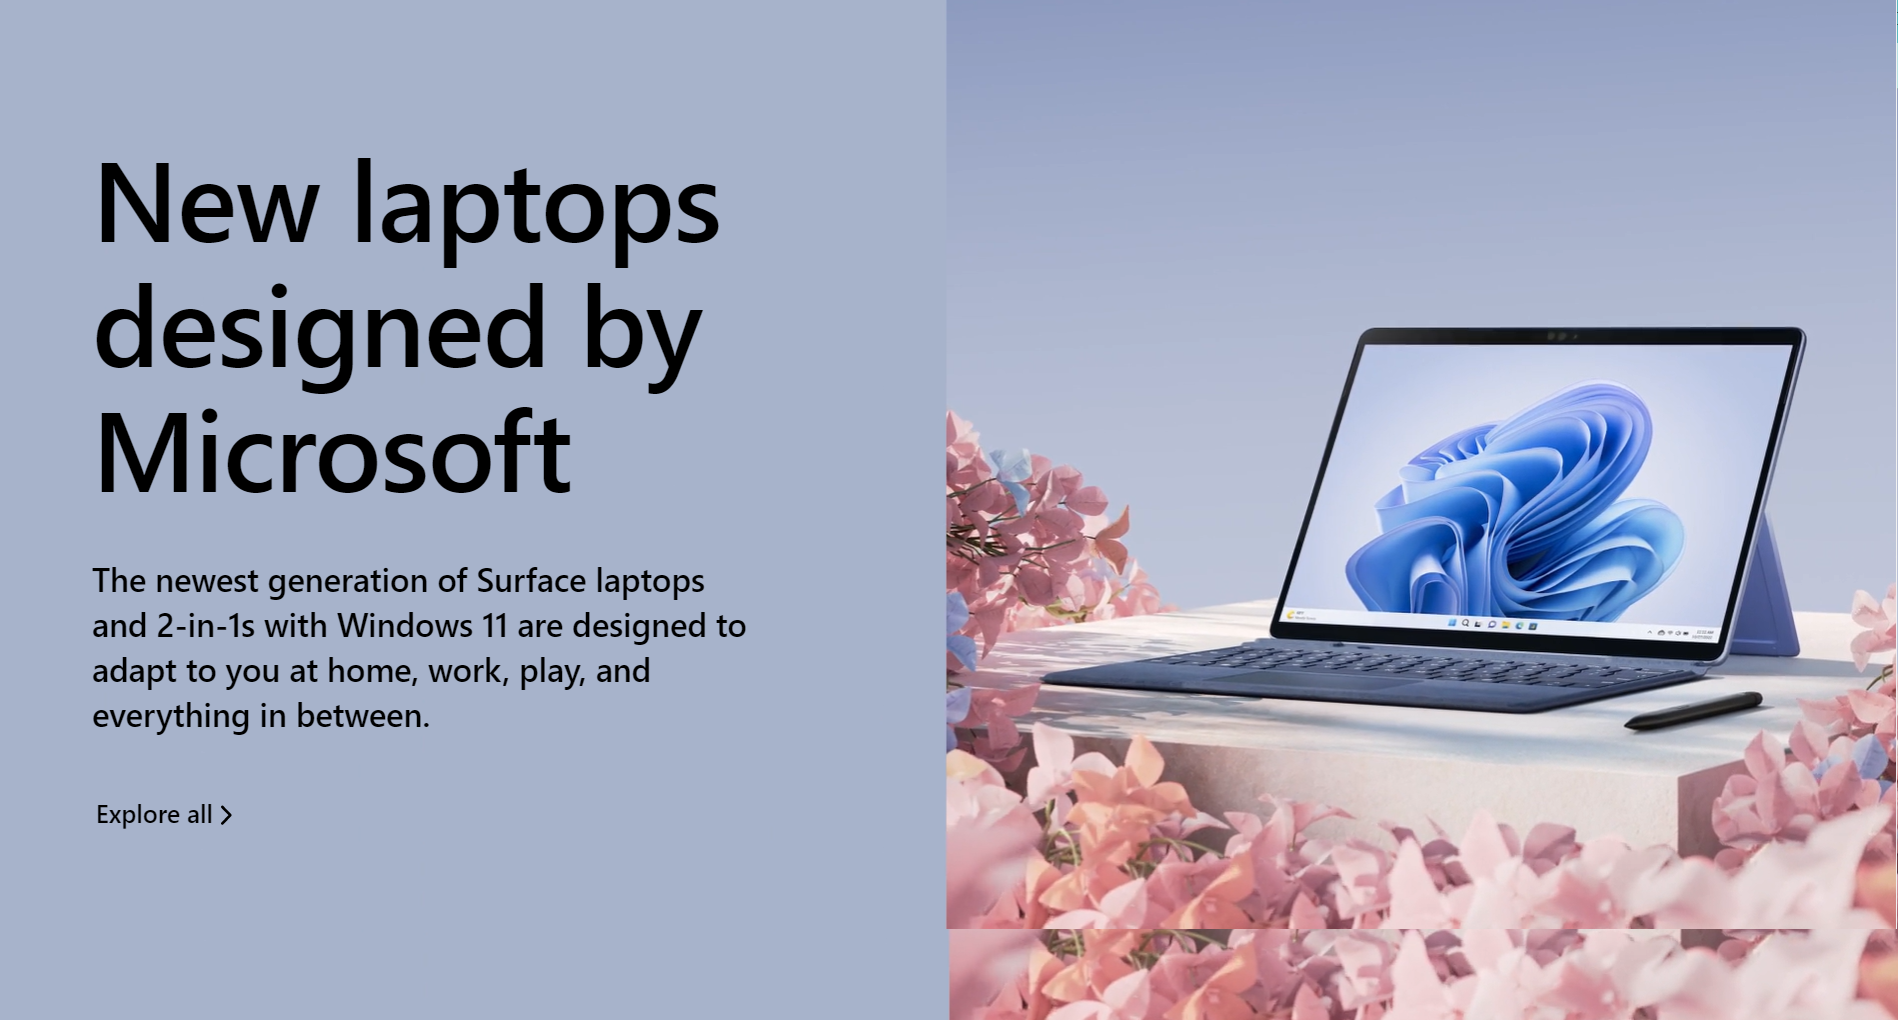 New laptops
designed by
Microsoft
The newest generation of Surface laptops
and 2-in-1s with Windows 11 are designed to
adapt to you at home, work, play, and
everything in between.
Explore all